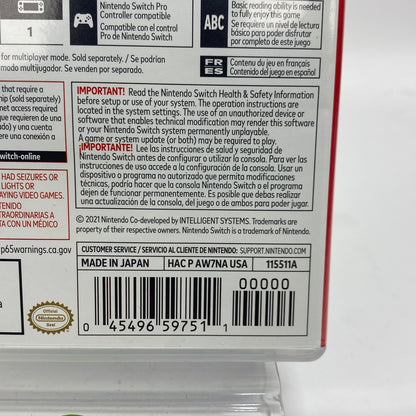 1
Nintendo Switch Pro
Controller compatible
Compatible con el control
Pro de Nintendo Switch
ABC
Basic reading ability is needed to
fully enjoy this game
Se requiere un nivel de lectura
básico para poder disfrutar
por completo de este juego
for multiplayer mode. Sold separately. / Se podrían
modo multijugador. Se venden por separado.
FR
ES
Contenu du jeu en français
Contenido del juego en español
re that require a
ship (sold separately)
net access required
que requieren de una
rado) y una cuenta
ere una conexión a
witch-online
HAD SEIZURES OR
LIGHTS OR
AYING VIDEO GAMES.
NTENIDO
TRAORDINARIAS A
TA CON UN MÉDICO
p65warnings.ca.gov
IMPORTANT! Read the Nintendo Switch Health & Safety Information
before setup or use of your system. The operation instructions are
located in the system settings. The use of an unauthorized device or
software that enables technical modification may render this software
(or your Nintendo Switch system) permanently unplayable.
A game or system update (or both) may be required to play.
¡IMPORTANTE! Lee las instrucciones de salud y seguridad de
Nintendo Switch antes de configurar o utilizar la consola. Para ver las
instrucciones de uso accede a la configuración de la consola. Usar un
dispositivo o programa no autorizado que permita modificaciones
técnicas, podría hacer que la consola Nintendo Switch o el programa
dejen de funcionar permanentemente. Es posible que debas realizar
una actualización de la consola, del juego o de ambos para poder jugar.
© 2021 Nintendo Co-developed by INTELLIGENT SYSTEMS. Trademarks are
property of their respective owners. Nintendo Switch is a trademark of Nintendo.
CUSTOMER SERVICE / SERVICIO AL CLIENTE DE NINTENDO: SUPPORT.NINTENDO.COM
MADE IN JAPAN
HAC P AW7NA USA
115511A
00000
0 45496 59751 1
Official
Nintendo
Seal
a